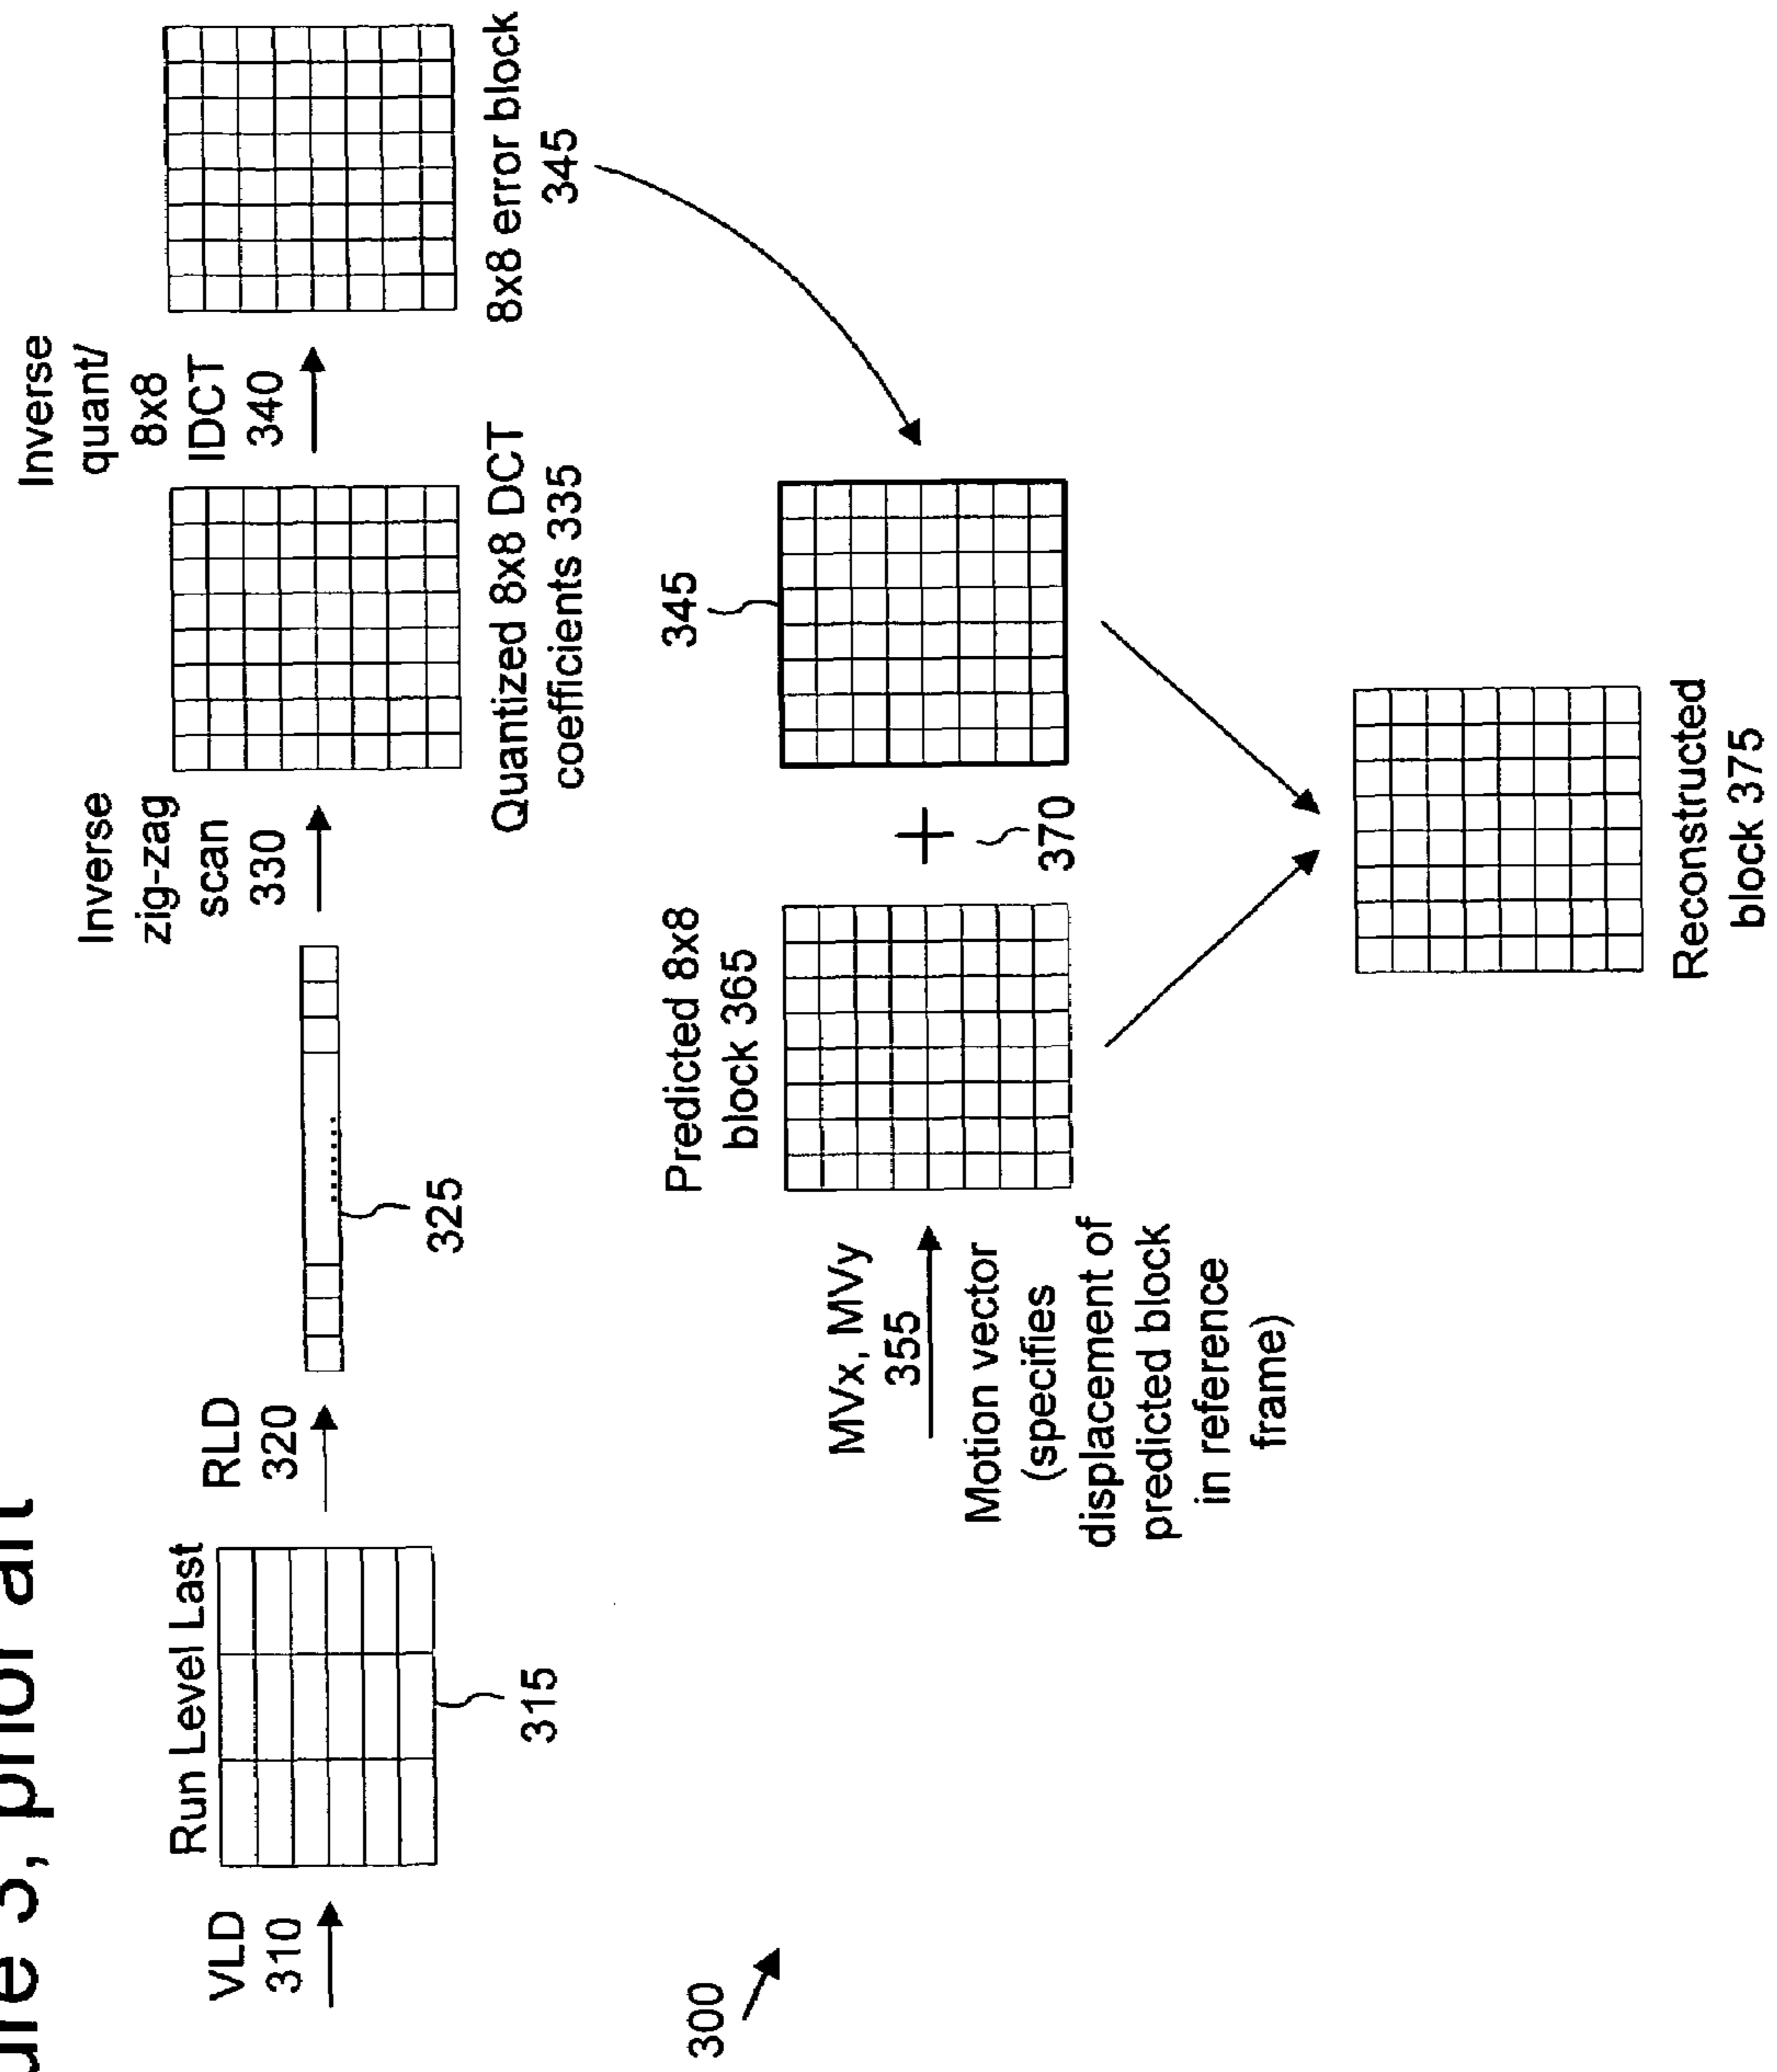 3, prior art
VLD
310
Run Level Last
315
RLD
320
325
Inverse
zig-zag
scan
330
Quantized 8x8 DCT
coefficients 335
Inverse
quant/
8x8
IDCT
340
8x8 error block
345
300
MVx, MVy
355
Motion vector
(specifies
displacement of
predicted block
in reference
frame)
Predicted 8x8
block 365
+
370
345
Reconstructed
block 375